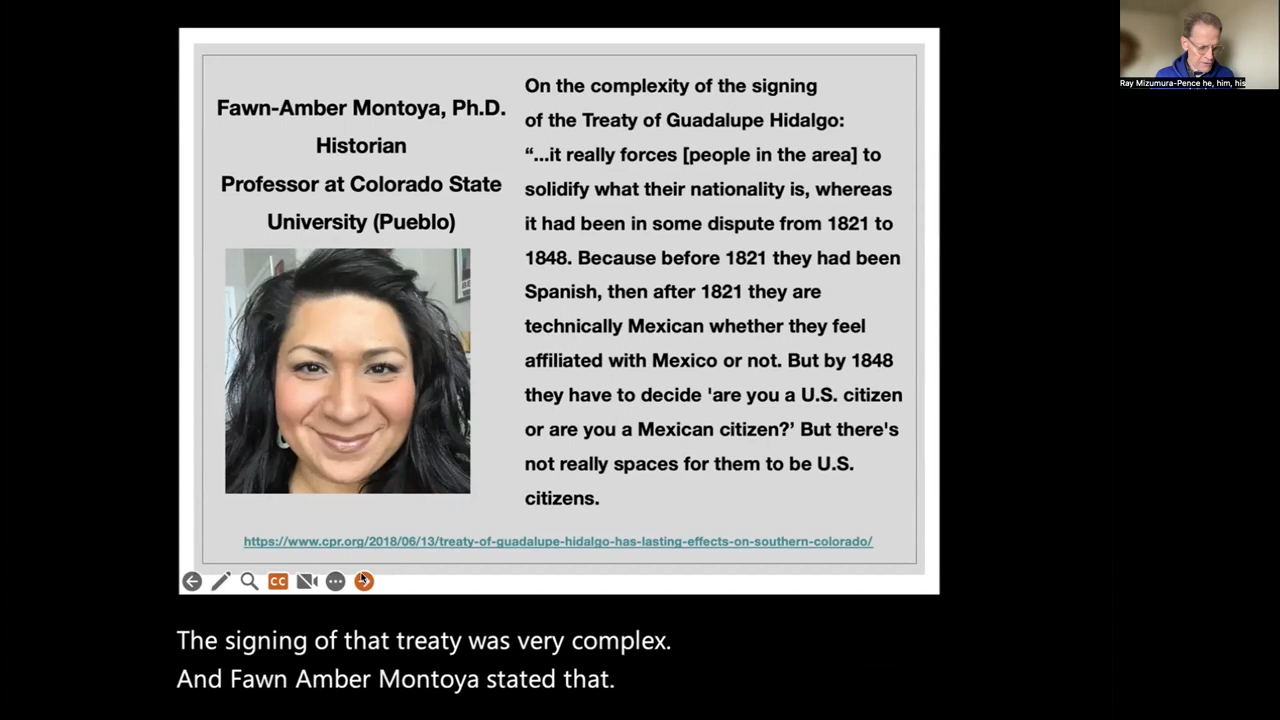 Fawn-Amber Montoya, Ph.D.
Historian
Professor at Colorado State
University (Pueblo)
On the complexity of the signing
of the Treaty of Guadalupe Hidalgo:
“...it really forces [people in the area] to
solidify what their nationality is, whereas
it had been in some dispute from 1821 to
1848. Because before 1821 they had been
Spanish, then after 1821 they are
technically Mexican whether they feel
affiliated with Mexico or not. But by 1848
they have to decide 'are you a U.S. citizen
or are you a Mexican citizen?’ But there's
not really spaces for them to be U.S.
citizens.
https://www.cpr.org/2018/06/13/treaty-of-guadalupe-hidalgo-has-lasting-effects-on-southern-colorado/
CC
Ray Mizumura-Pence he, him, his
The signing of that treaty was very complex.
And Fawn Amber Montoya stated that.